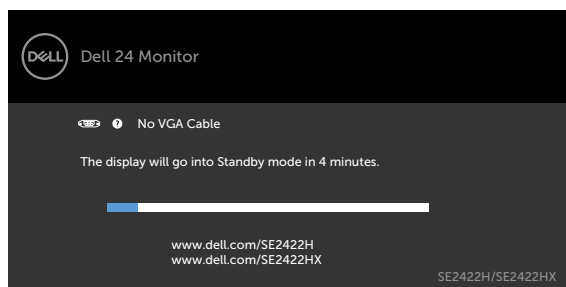 DELL
Dell 24 Monitor
? No VGA Cable
The display will go into Standby mode in 4 minutes.
www.dell.com/SE2422H
www.dell.com/SE2422HX
SE2422H/SE2422HX